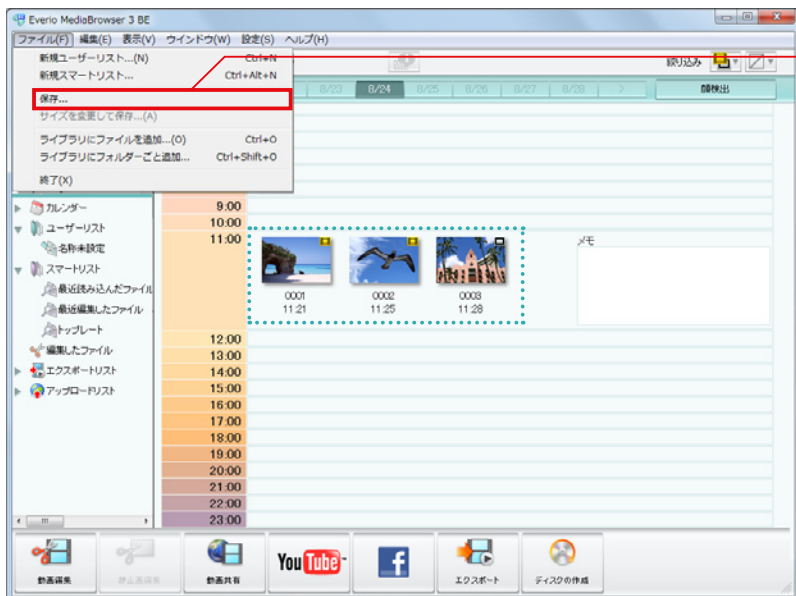 Everio MediaBrowser 3 BE
ファイル(F) 編集(E) 表示(V) ウインドウ(W) 設定(S) ヘルプ(H)
新規ユーザーリスト...(N) Ctrl+N
新規スマートリスト... Ctrl+Alt+N
保存...
サイズを変更して保存...(A)
ライブラリにファイルを追加...(O) Ctrl+O
ライブラリにフォルダーごと追加... Ctrl+Shift+O
終了(X)
絞り込み
8/23 8/24 8/25 8/26 8/27 8/28 >
顔検出
カレンダー
ユーザーリスト
名称未設定
スマートリスト
最近読み込んだファイル
最近編集したファイル
トップレート
編集したファイル
エクスポートリスト
アップロードリスト
9:00
10:00
11:00
0001 0002 0003
11:21 11:25 11:28
メモ
12:00
13:00
14:00
15:00
16:00
17:00
18:00
19:00
20:00
21:00
22:00
23:00
動画編集 静止画編集 動画共有 YouTube f エクスポート ディスクの作成